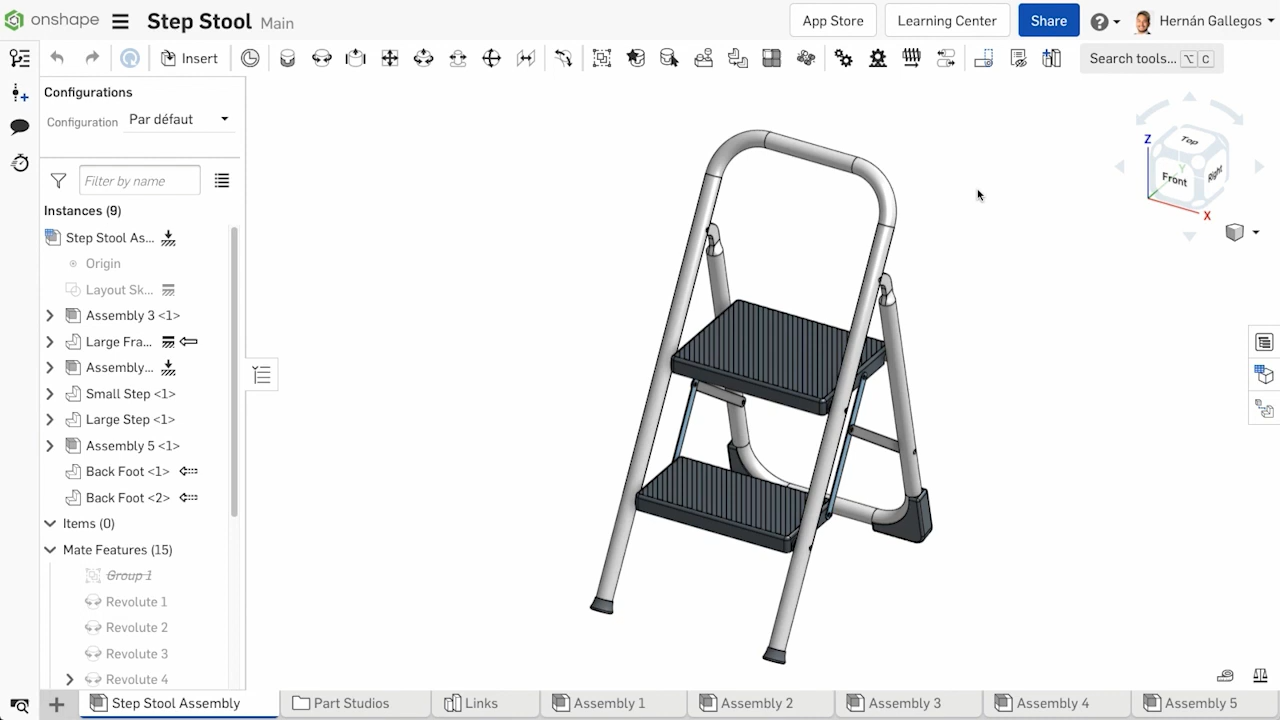 onshape
Step Stool Main
App Store
Learning Center
Share
Hernán Gallegos
Insert
Search tools... ⌥ C
Configurations
Configuration Par défaut
Filter by name
Instances (9)
Step Stool As...
Origin
Layout Sk...
Assembly 3 <1>
Large Fra...
Assembly...
Small Step <1>
Large Step <1>
Assembly 5 <1>
Back Foot <1>
Back Foot <2>
Items (0)
Mate Features (15)
Group 1
Revolute 1
Revolute 2
Revolute 3
Revolute 4
Z
Top
Y
Front
Right
X
Step Stool Assembly
Part Studios
Links
Assembly 1
Assembly 2
Assembly 3
Assembly 4
Assembly 5